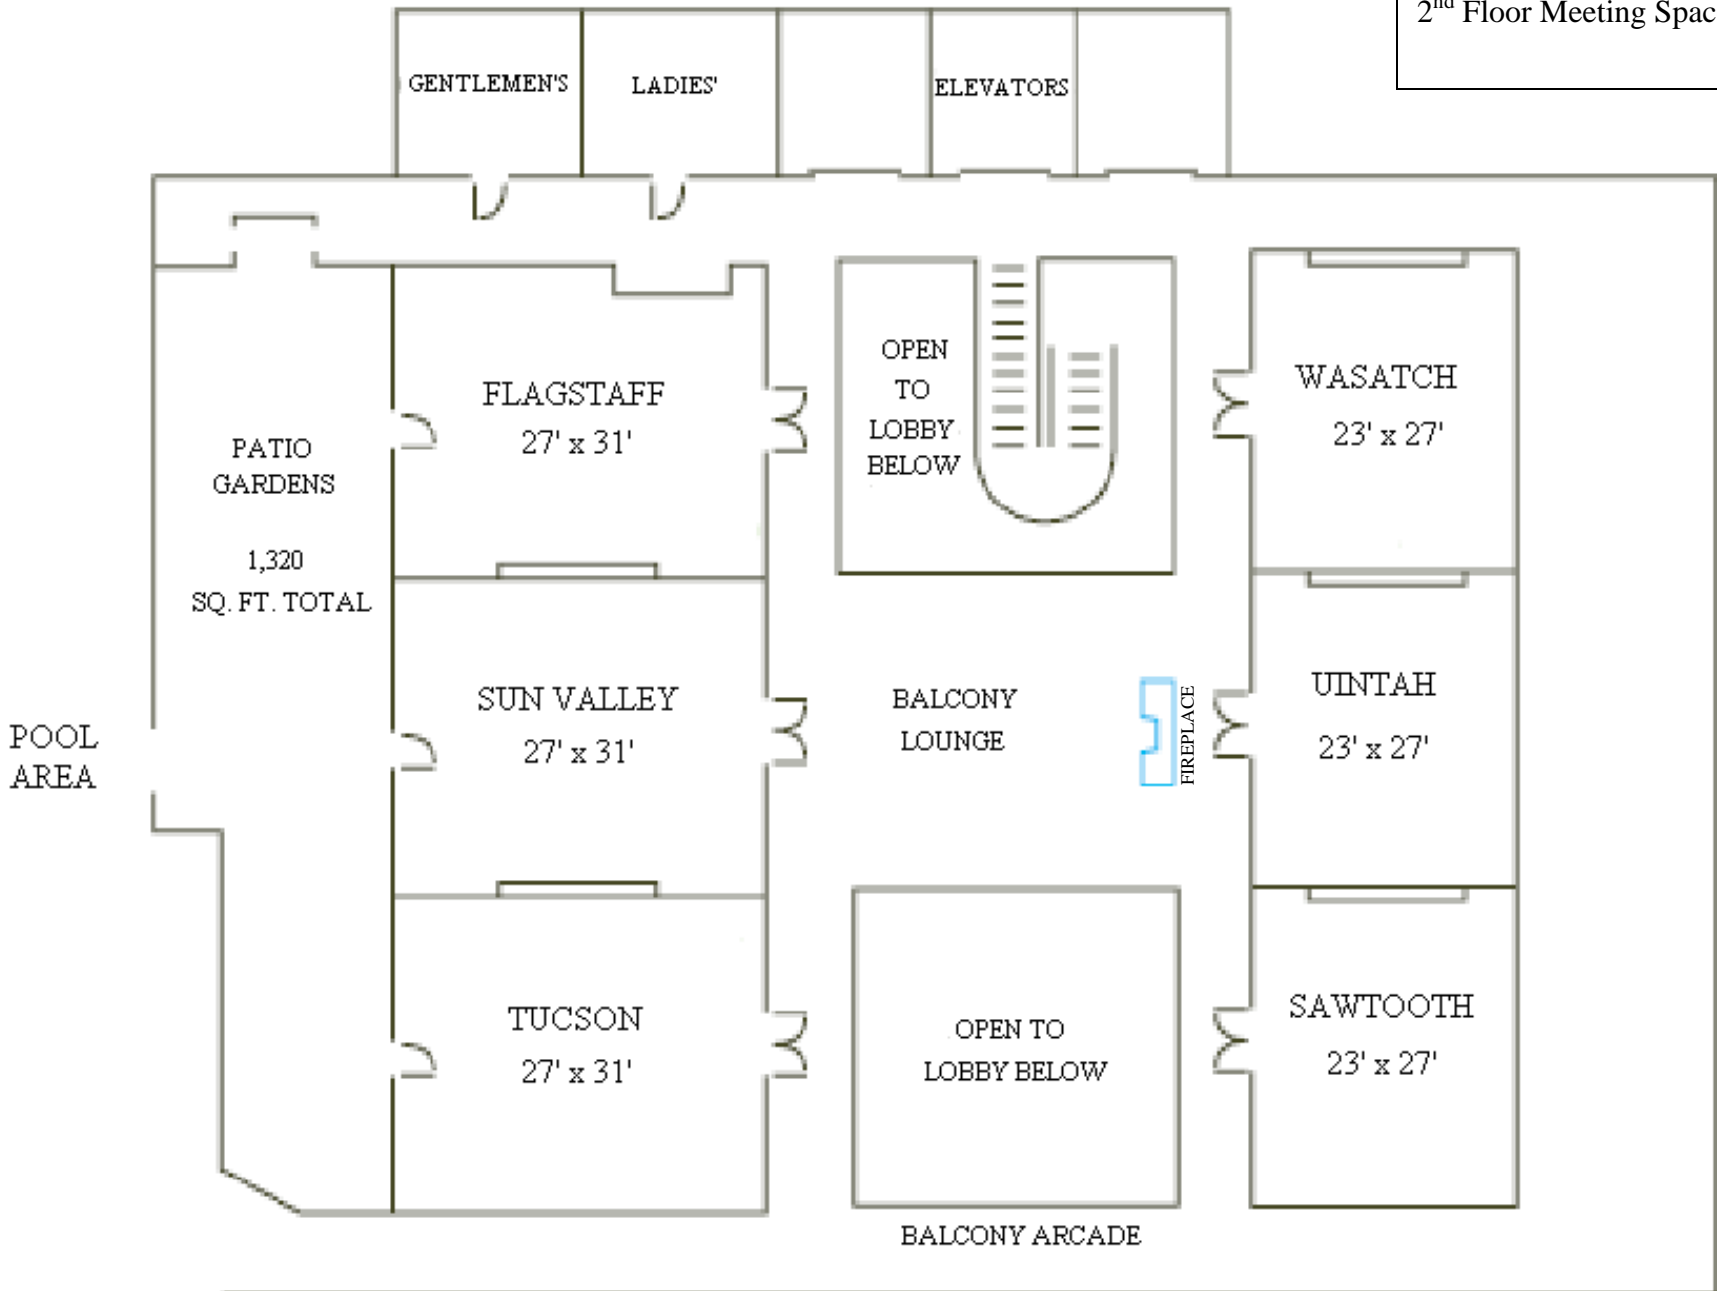 2nd Floor Meeting Spac
GENTLEMEN'S
LADIES'
ELEVATORS
FLAGSTAFF
27' x 31'
OPEN
TO
LOBBY
BELOW
WASATCH
23' x 27'
PATIO
GARDENS
1,320
SQ. FT. TOTAL
SUN VALLEY
27' x 31'
BALCONY
LOUNGE
FIREPLACE
UINTAH
23' x 27'
POOL
AREA
TUCSON
27' x 31'
OPEN TO
LOBBY BELOW
SAWTOOTH
23' x 27'
BALCONY ARCADE